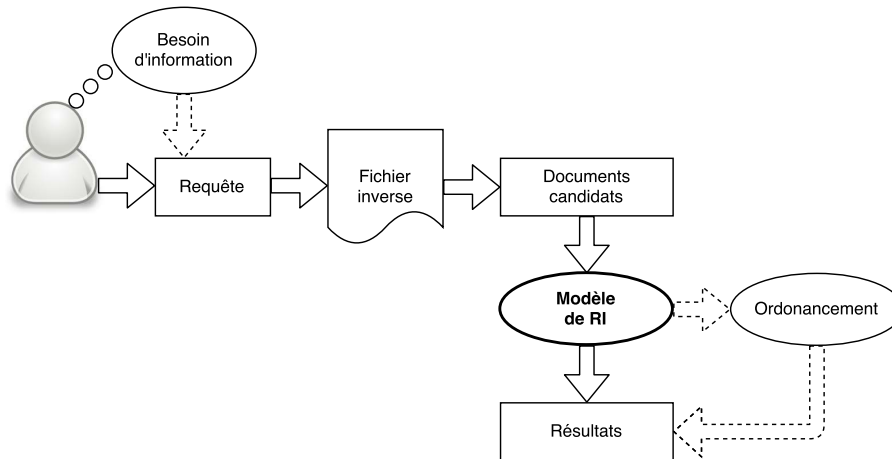 Besoin
d'information
Requête
Fichier
inverse
Documents
candidats
Modèle
de RI
Ordonancement
Résultats